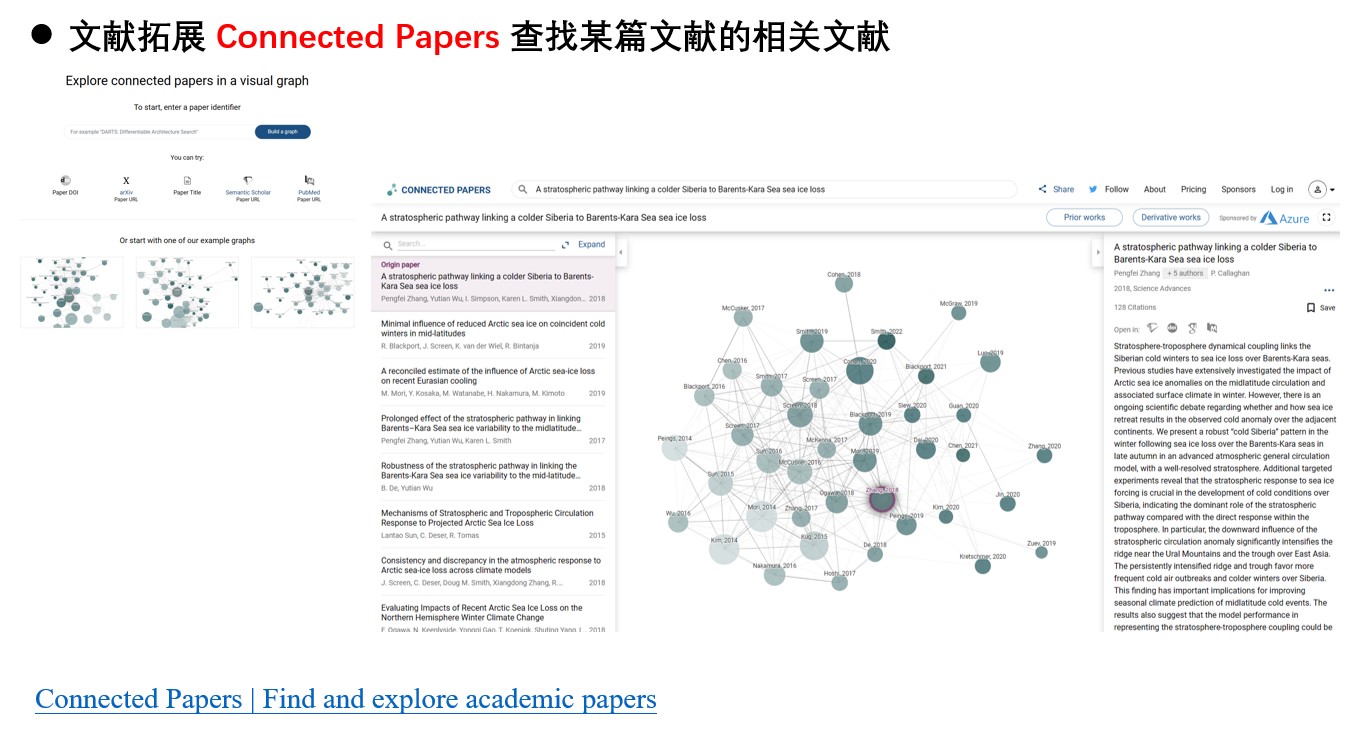 ● 文献拓展 Connected Papers 查找某篇文献的相关文献
Explore connected papers in a visual graph
To start, enter a paper identifier
For example "DARTS: Differentiable Architecture Search"
Build a graph
You can try:
Paper DOI
arXiv
Paper URL
Paper Title
Semantic Scholar
Paper URL
PubMed
Paper URL
Or start with one of our example graphs
CONNECTED PAPERS
A stratospheric pathway linking a colder Siberia to Barents-Kara Sea sea ice loss
Share
Follow
About
Pricing
Sponsors
Log in
A stratospheric pathway linking a colder Siberia to Barents-Kara Sea sea ice loss
Prior works
Derivative works
Sponsored by
Azure
Search...
Expand
Origin paper
A stratospheric pathway linking a colder Siberia to Barents-
Kara Sea sea ice loss
Pengfei Zhang, Yutian Wu, I. Simpson, Karen L. Smith, Xiangdon... 2018
Minimal influence of reduced Arctic sea ice on coincident cold
winters in mid-latitudes
R. Blackport, J. Screen, K. van der Wiel, R. Bintanja 2019
A reconciled estimate of the influence of Arctic sea-ice loss
on recent Eurasian cooling
M. Mori, Y. Kosaka, M. Watanabe, H. Nakamura, M. Kimoto 2019
Prolonged effect of the stratospheric pathway in linking
Barents–Kara Sea sea ice variability to the midlatitude...
Pengfei Zhang, Yutian Wu, Karen L. Smith 2017
Robustness of the stratospheric pathway in linking the
Barents-Kara Sea sea ice variability to the mid-latitude...
B. De, Yutian Wu 2018
Mechanisms of Stratospheric and Tropospheric Circulation
Response to Projected Arctic Sea Ice Loss
Lantao Sun, C. Deser, R. Tomas 2015
Consistency and discrepancy in the atmospheric response to
Arctic sea-ice loss across climate models
J. Screen, C. Deser, Doug M. Smith, Xiangdong Zhang, R.... 2018
Evaluating Impacts of Recent Arctic Sea Ice Loss on the
Northern Hemisphere Winter Climate Change
F. Ogawa, N. Keenlyside, Yongqi Gao, T. Koenigk, Shuting Yang, L... 2018
Cohen, 2018
McCusker, 2017
McGraw, 2019
Smith, 2019
Smith, 2022
Luo, 2019
Chen, 2016
Cohen, 2020
Blackport, 2021
Smith, 2017
Screen, 2017
Blackport, 2016
Screen, 2018
Blackport, 2019
Siew, 2020
Guan, 2020
Screen, 2017
Peings, 2014
McKenna, 2017
Dai, 2020
Chen, 2021
Zhang, 2020
Sun, 2016
Mori, 2019
McCusker, 2016
Sun, 2015
Zhang, 2018
Ogawa, 2018
Jin, 2020
Wu, 2016
Mori, 2014
Zhang, 2017
Kim, 2020
Peings, 2019
Kim, 2014
Kug, 2015
De, 2018
Zuev, 2019
Kretschmer, 2020
Nakamura, 2016
Hoshi, 2017
A stratospheric pathway linking a colder Siberia to
Barents-Kara Sea sea ice loss
Pengfei Zhang + 5 authors P. Callaghan
2018, Science Advances
128 Citations
Save
Open in:
Stratosphere-troposphere dynamical coupling links the
Siberian cold winters to sea ice loss over Barents-Kara seas.
Previous studies have extensively investigated the impact of
Arctic sea ice anomalies on the midlatitude circulation and
associated surface climate in winter. However, there is an
ongoing scientific debate regarding whether and how sea ice
retreat results in the observed cold anomaly over the adjacent
continents. We present a robust "cold Siberia" pattern in the
winter following sea ice loss over the Barents-Kara seas in
late autumn in an advanced atmospheric general circulation
model, with a well-resolved stratosphere. Additional targeted
experiments reveal that the stratospheric response to sea ice
forcing is crucial in the development of cold conditions over
Siberia, indicating the dominant role of the stratospheric
pathway compared with the direct response within the
troposphere. In particular, the downward influence of the
stratospheric circulation anomaly significantly intensifies the
ridge near the Ural Mountains and the trough over East Asia.
The persistently intensified ridge and trough favor more
frequent cold air outbreaks and colder winters over Siberia.
This finding has important implications for improving
seasonal climate prediction of midlatitude cold events. The
results also suggest that the model performance in
representing the stratosphere-troposphere coupling could be
Connected Papers | Find and explore academic papers